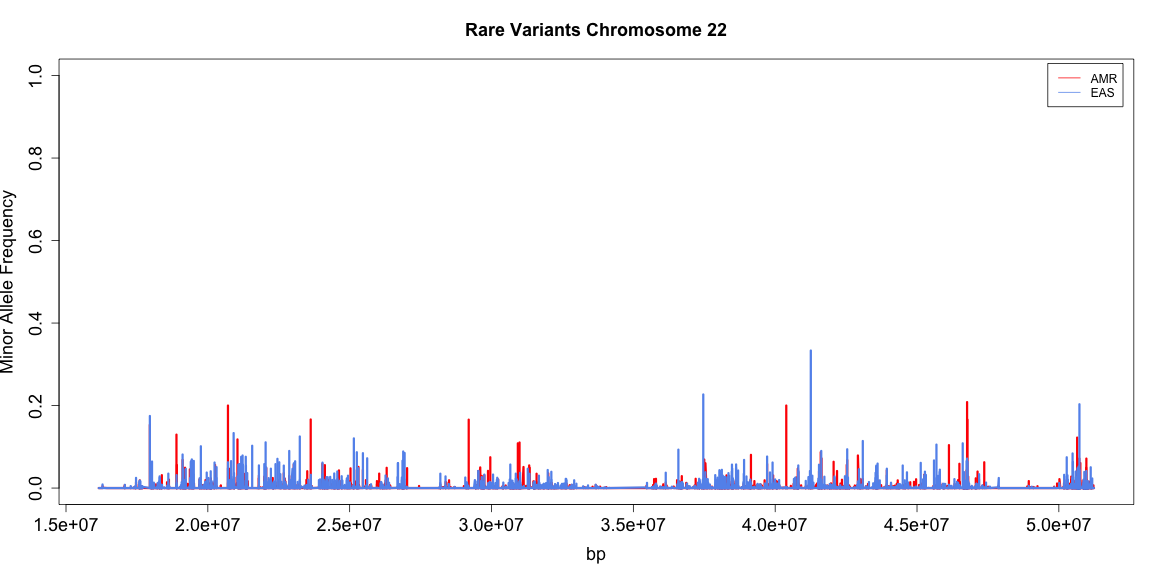 Rare Variants Chromosome 22
AMR
EAS
Minor Allele Frequency
1.0
0.8
0.6
0.4
0.2
0.0
1.5e+07 2.0e+07 2.5e+07 3.0e+07 3.5e+07 4.0e+07 4.5e+07 5.0e+07
bp